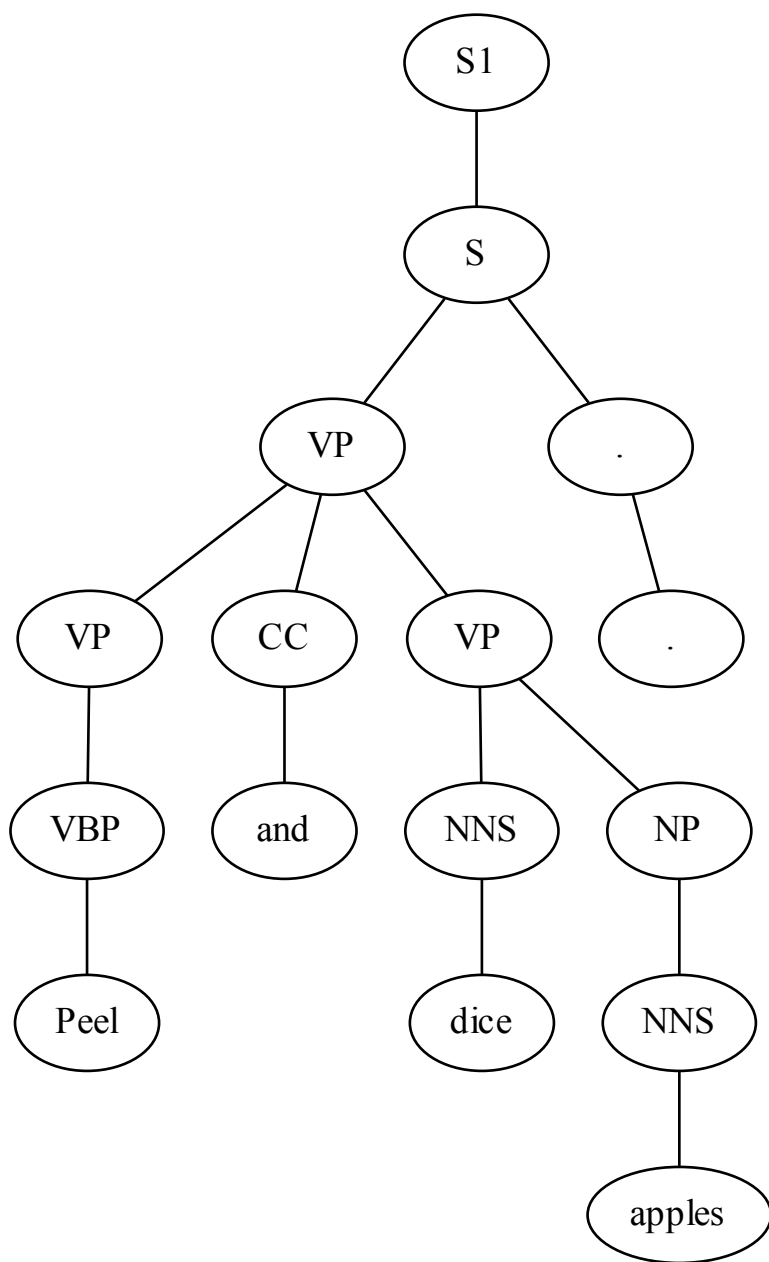 S1
S
VP .
VP CC VP .
VBP and NNS NP
Peel dice NNS
apples